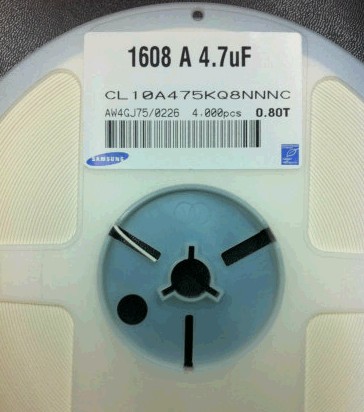 1608 A 4.7uF
CL10A475KQ8NNNC
AW4GJ75/0226 4.000pcs 0.80T
SAMSUNG